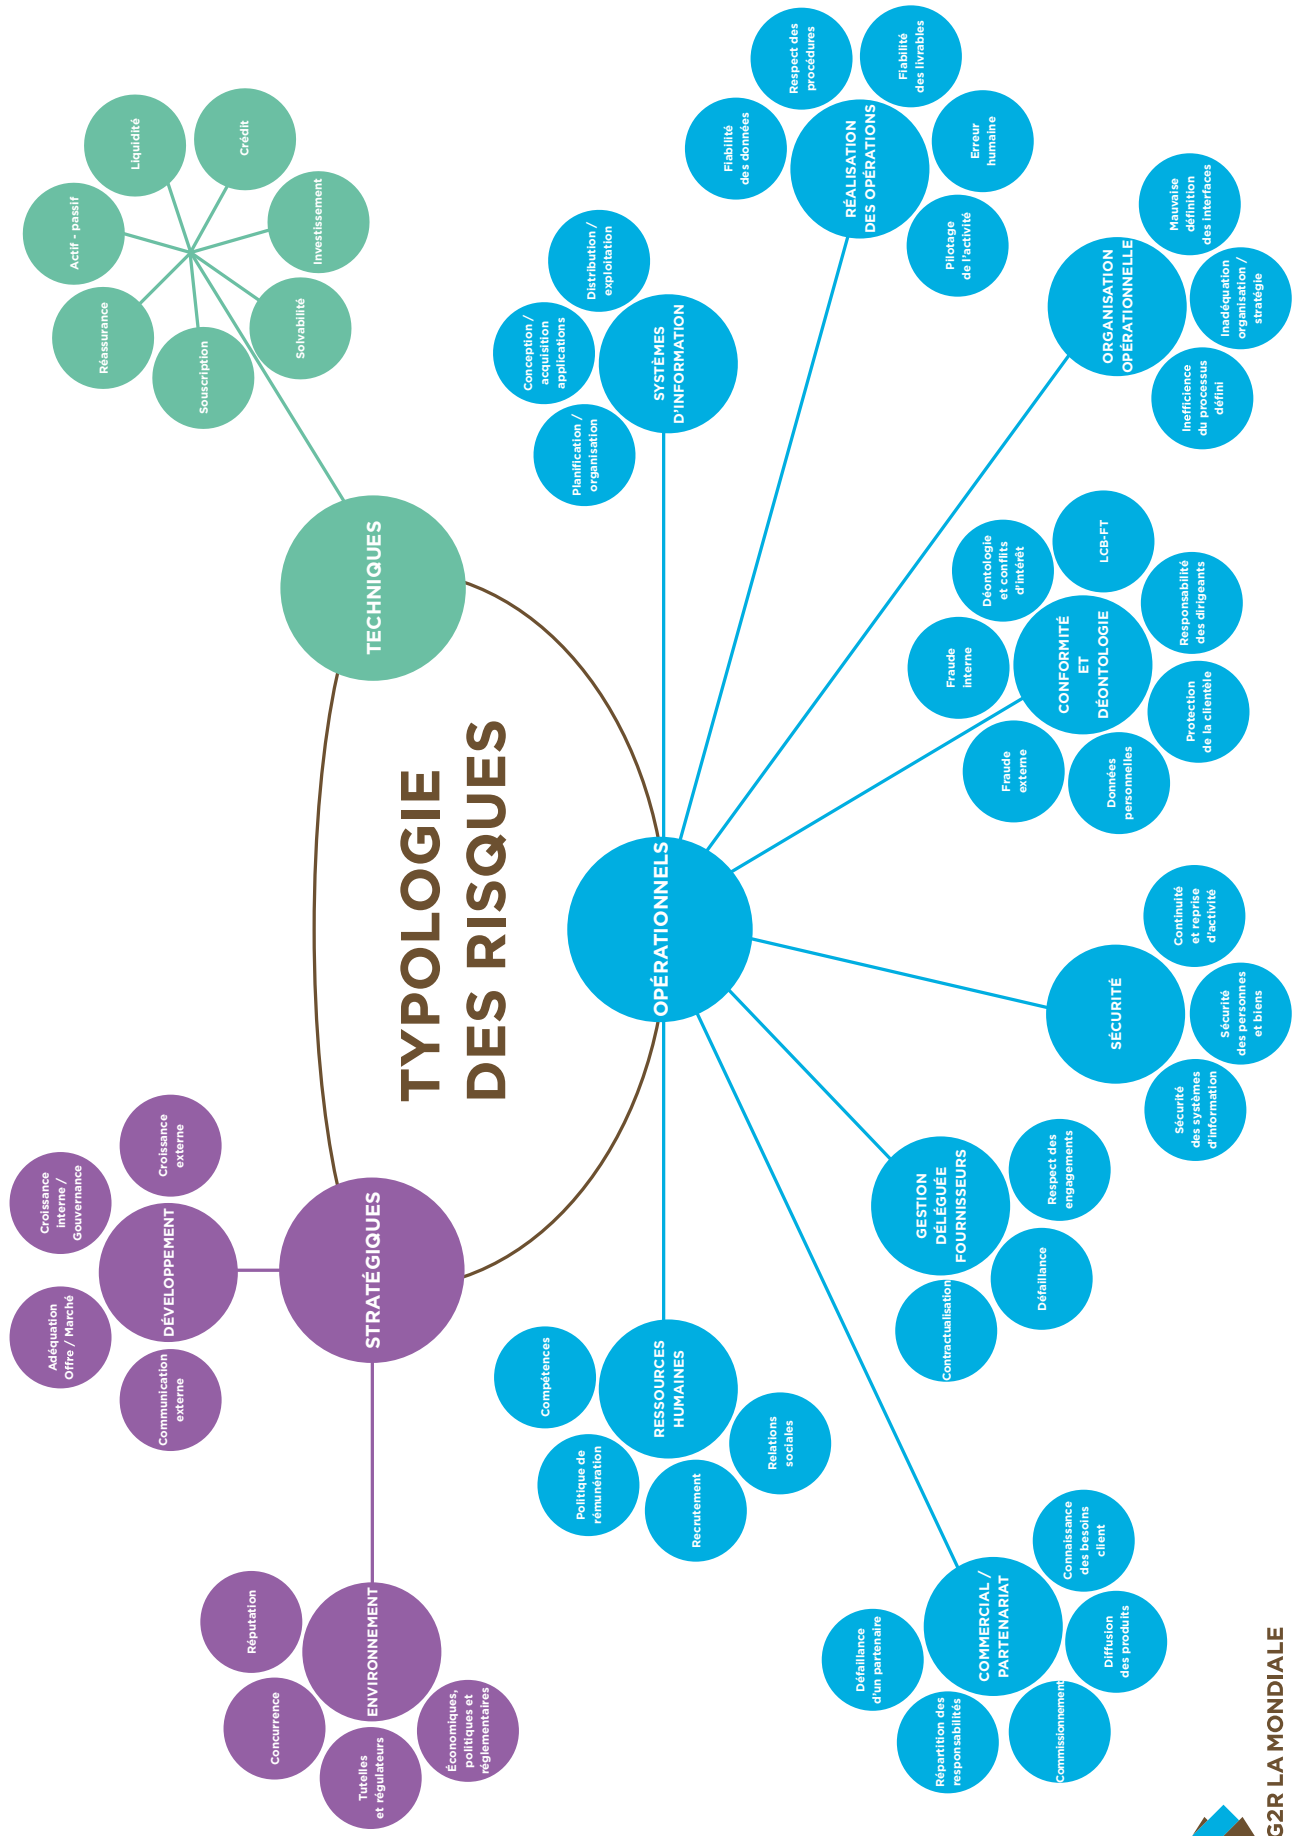 TYPOLOGIE
DES RISQUES
STRATÉGIQUES
DÉVELOPPEMENT
Communication
externe
Adéquation
Offre / Marché
Croissance
interne /
Gouvernance
Croissance
externe
ENVIRONNEMENT
Réputation
Concurrence
Tutelles
et régulateurs
Économiques,
politiques et
réglementaires
TECHNIQUES
Souscription
Réassurance
Actif - passif
Liquidité
Crédit
Investissement
Solvabilité
OPÉRATIONNELS
SYSTÈMES
D'INFORMATION
Planification /
organisation
Conception /
acquisition
applications
Distribution /
exploitation
RÉALISATION
DES OPÉRATIONS
Fiabilité
des données
Respect des
procédures
Fiabilité
des livrables
Erreur
humaine
Pilotage
de l'activité
ORGANISATION
OPÉRATIONNELLE
Mauvaise
définition
des interfaces
Inadéquation
organisation /
stratégie
Inefficience
du processus
défini
CONFORMITÉ
ET
DÉONTOLOGIE
Fraude
externe
Fraude
interne
Déontologie
et conflits
d'intérêt
LCB-FT
Responsabilité
des dirigeants
Protection
de la clientèle
Données
personnelles
SÉCURITÉ
Continuité
et reprise
d'activité
Sécurité
des personnes
et biens
Sécurité
des systèmes
d'information
GESTION
DÉLÉGUÉE
FOURNISSEURS
Respect des
engagements
Défaillance
Contractualisation
COMMERCIAL /
PARTENARIAT
Connaissance
des besoins
client
Diffusion
des produits
Commissionnement
Répartition des
responsabilités
Défaillance
d'un partenaire
RESSOURCES
HUMAINES
Compétences
Politique de
rémunération
Recrutement
Relations
sociales
G2R LA MONDIALE